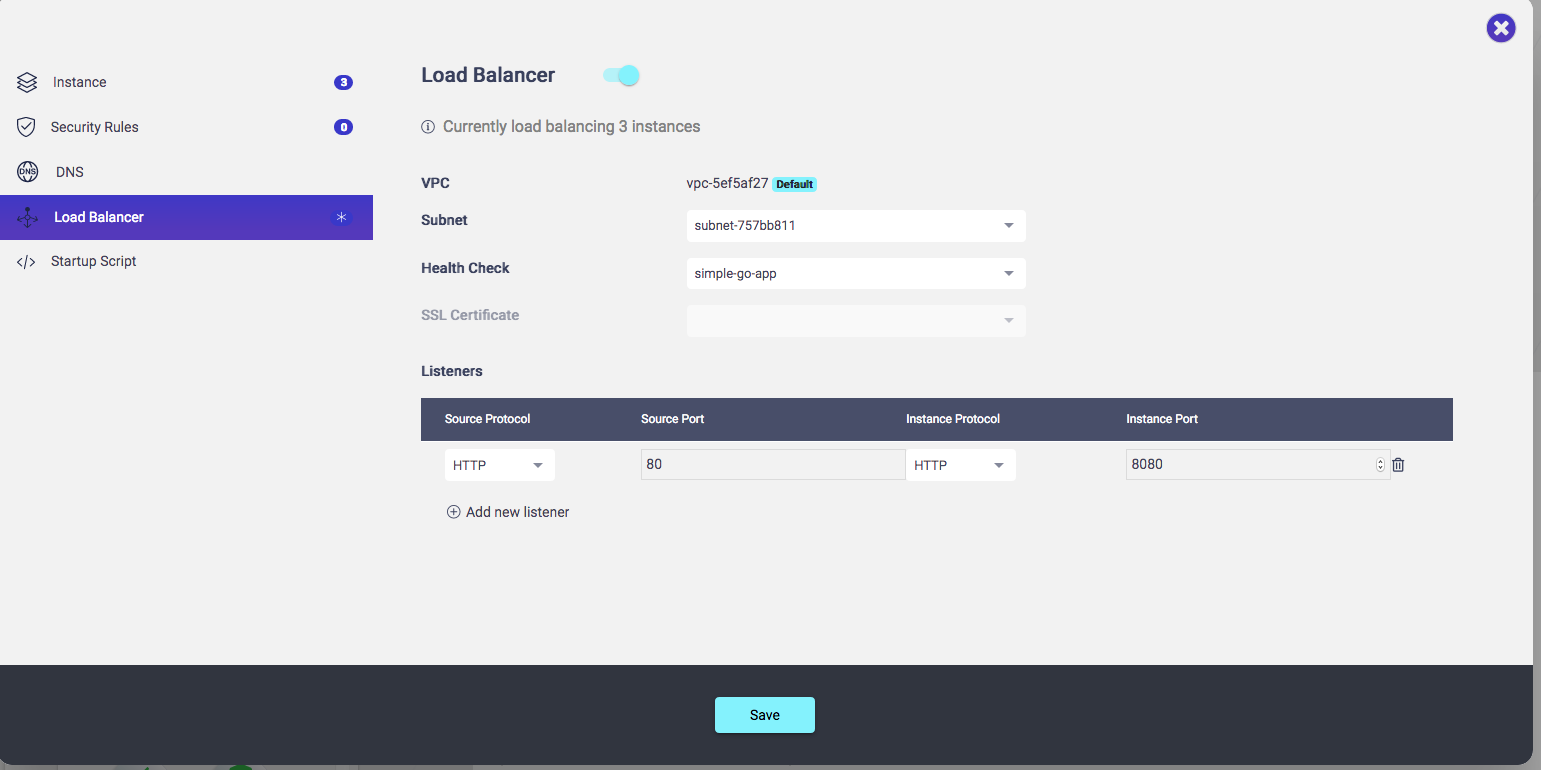 Instance 3
Security Rules 0
DNS DNS
Load Balancer *
Startup Script
Load Balancer
Currently load balancing 3 instances
VPC vpc-5ef5af27 Default
Subnet subnet-757bb811
Health Check simple-go-app
SSL Certificate
Listeners
Source Protocol Source Port Instance Protocol Instance Port
HTTP 80 HTTP 8080
Add new listener
Save